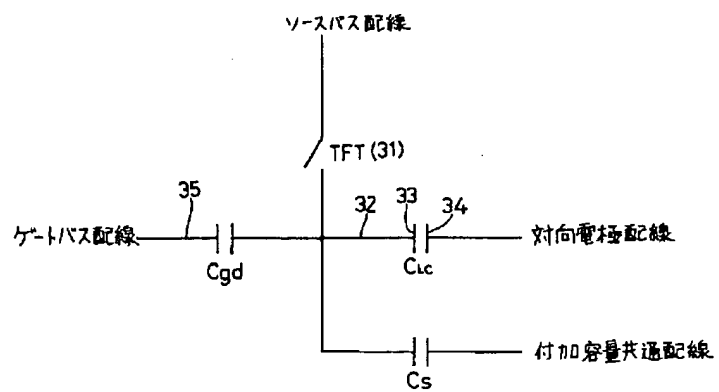 ソースバス配線
TFT(31)
35
32
33
34
ゲートバス配線
Cgd
CLC
対向電極配線
付加容量共通配線
Cs